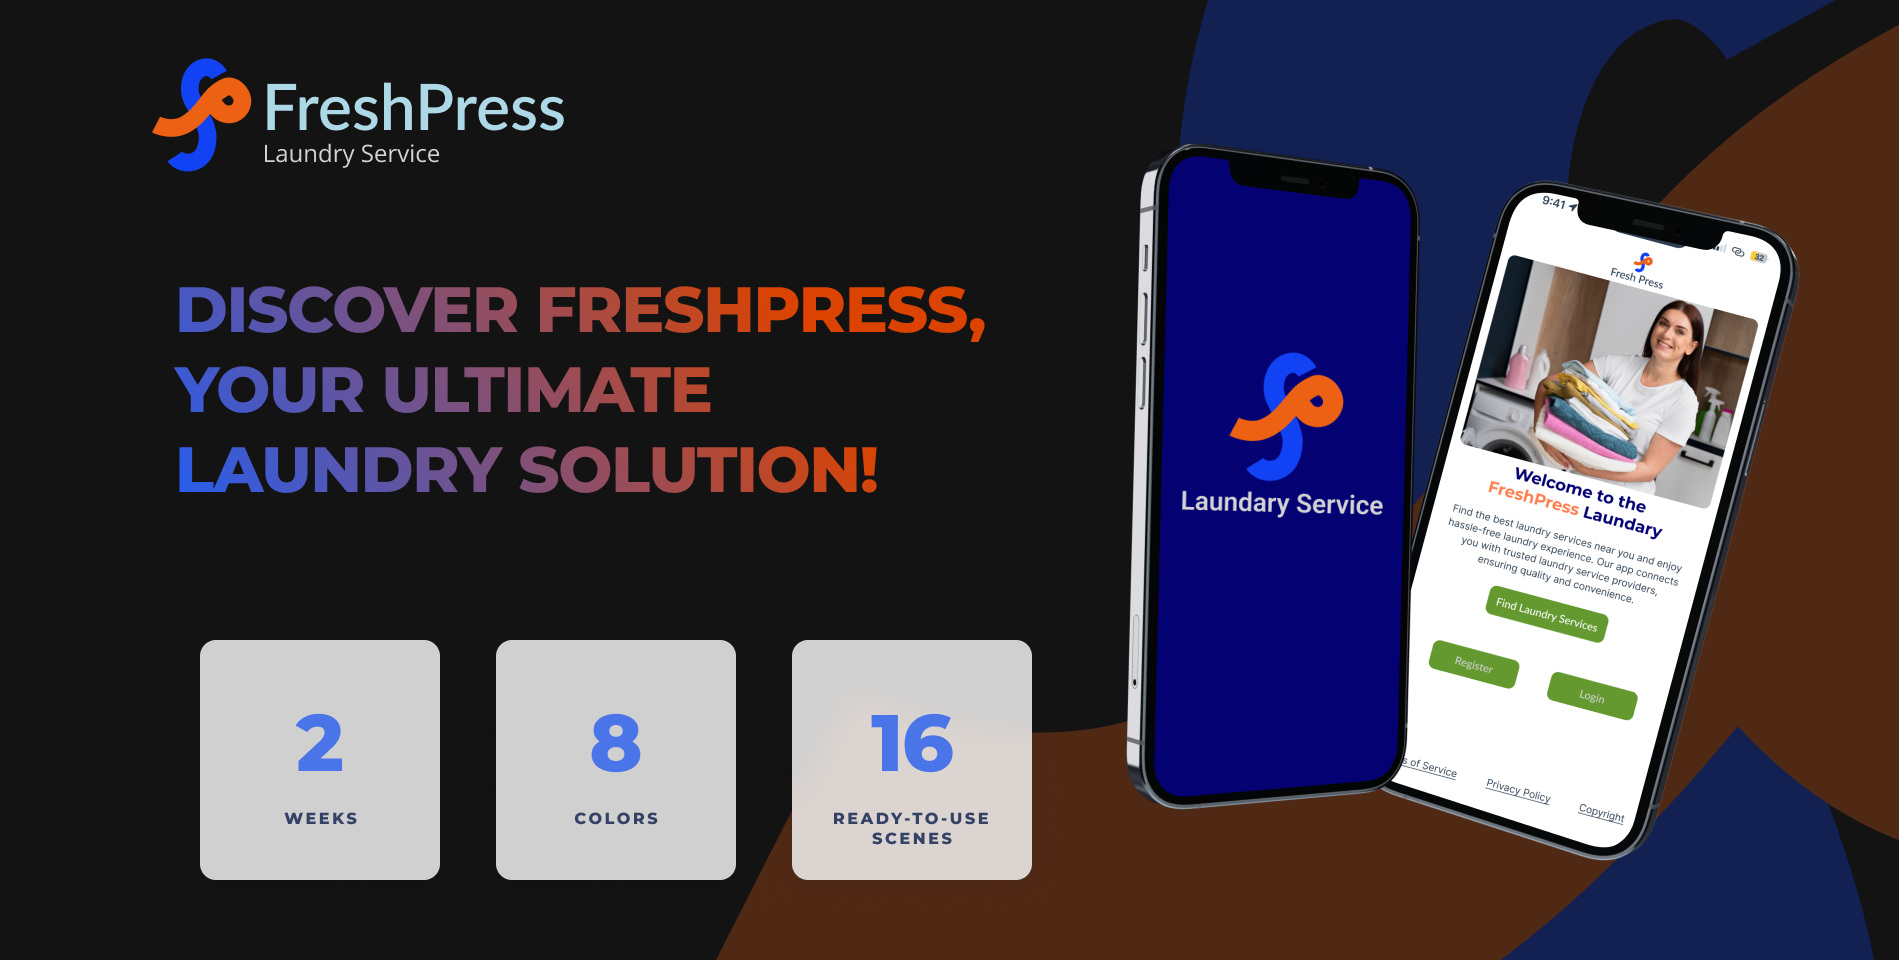 FreshPress
Laundry Service
DISCOVER FRESHPRESS,
YOUR ULTIMATE
LAUNDRY SOLUTION!
2
WEEKS
8
COLORS
16
READY-TO-USE
SCENES
Laundary Service
9:41
32
Fresh Press
Welcome to the
FreshPress Laundary
Find the best laundry services near you and enjoy
hassle-free laundry experience. Our app connects
you with trusted laundry service providers,
ensuring quality and convenience.
Find Laundry Services
Register
Login
s of Service
Privacy Policy
Copyright